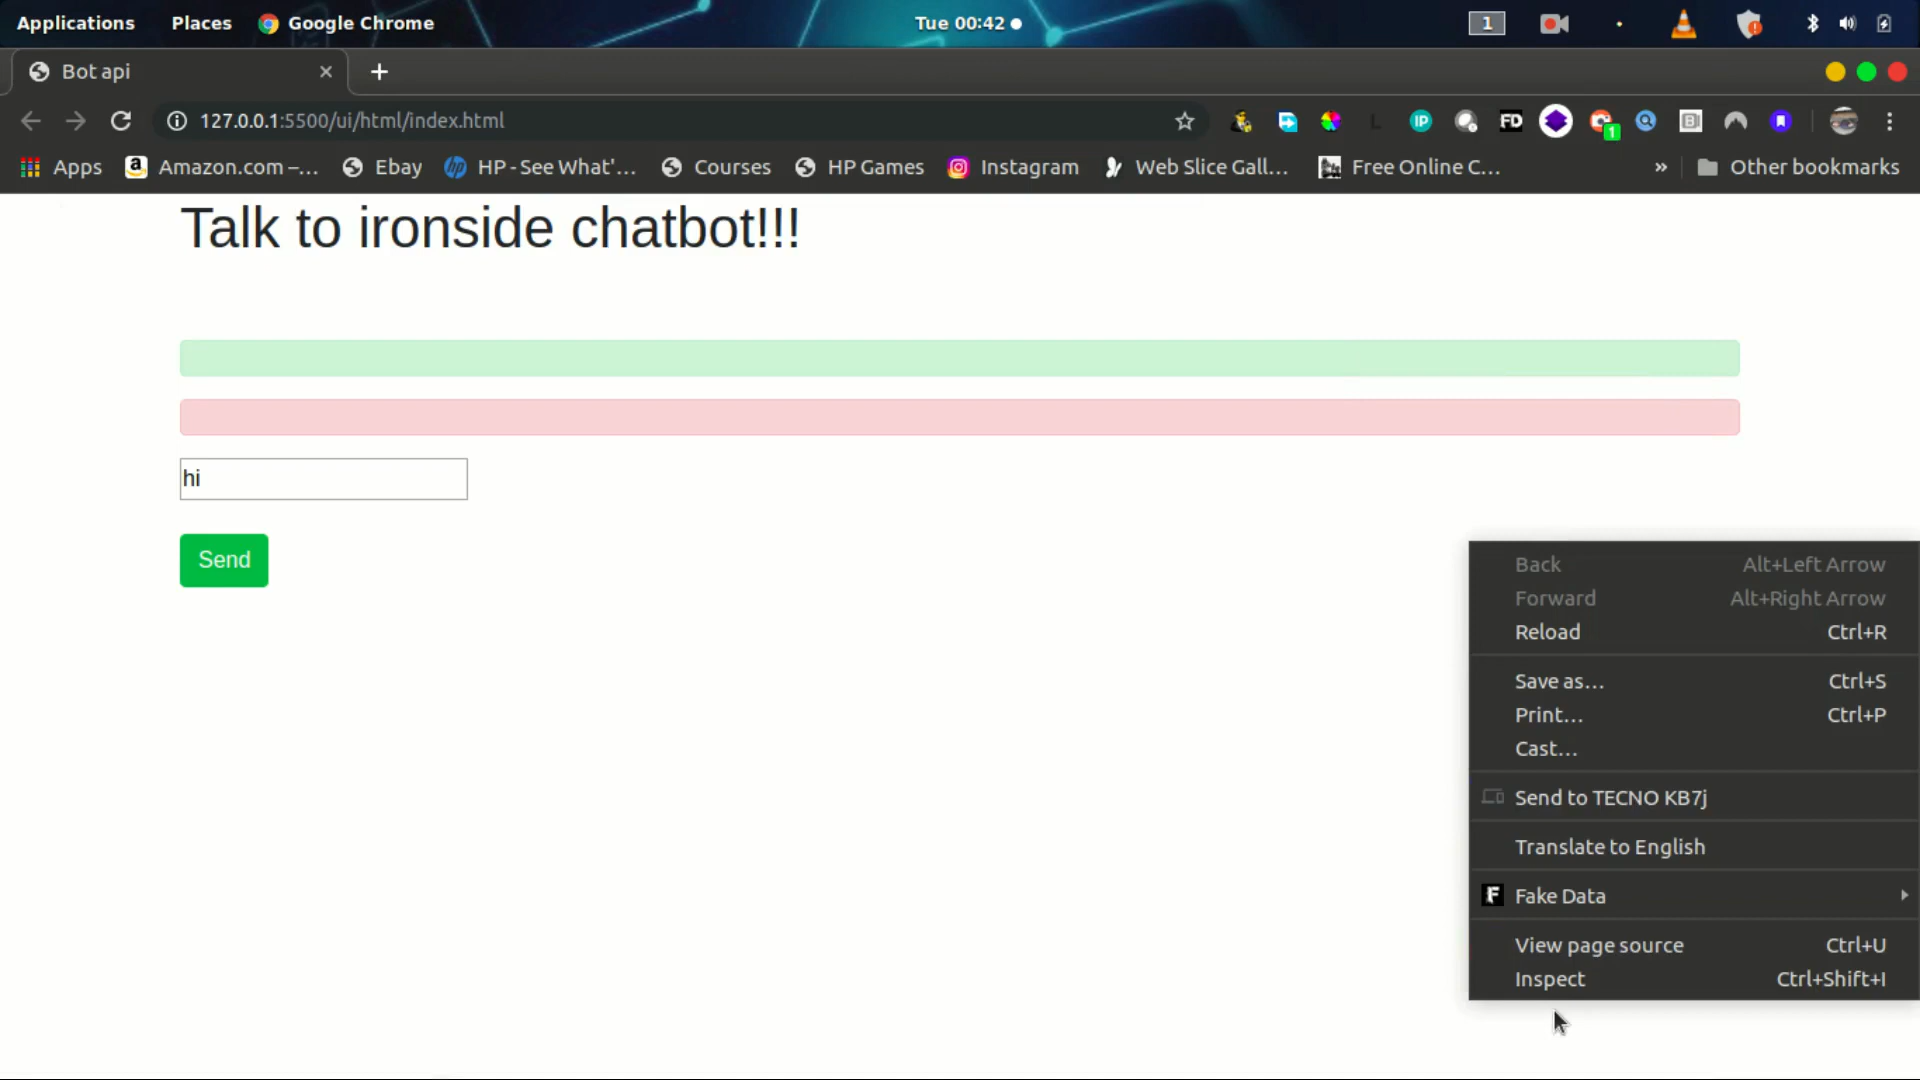 Applications Places Google Chrome Tue 00:42 1
Bot api
127.0.0.1:5500/ui/html/index.html L IP FD 1 B
Apps Amazon.com –... Ebay HP - See What'... Courses HP Games Instagram Web Slice Gall... Free Online C... » Other bookmarks
Talk to ironside chatbot!!!
hi
Send
Back Alt+Left Arrow
Forward Alt+Right Arrow
Reload Ctrl+R
Save as... Ctrl+S
Print... Ctrl+P
Cast...
Send to TECNO KB7j
Translate to English
F Fake Data
View page source Ctrl+U
Inspect Ctrl+Shift+I